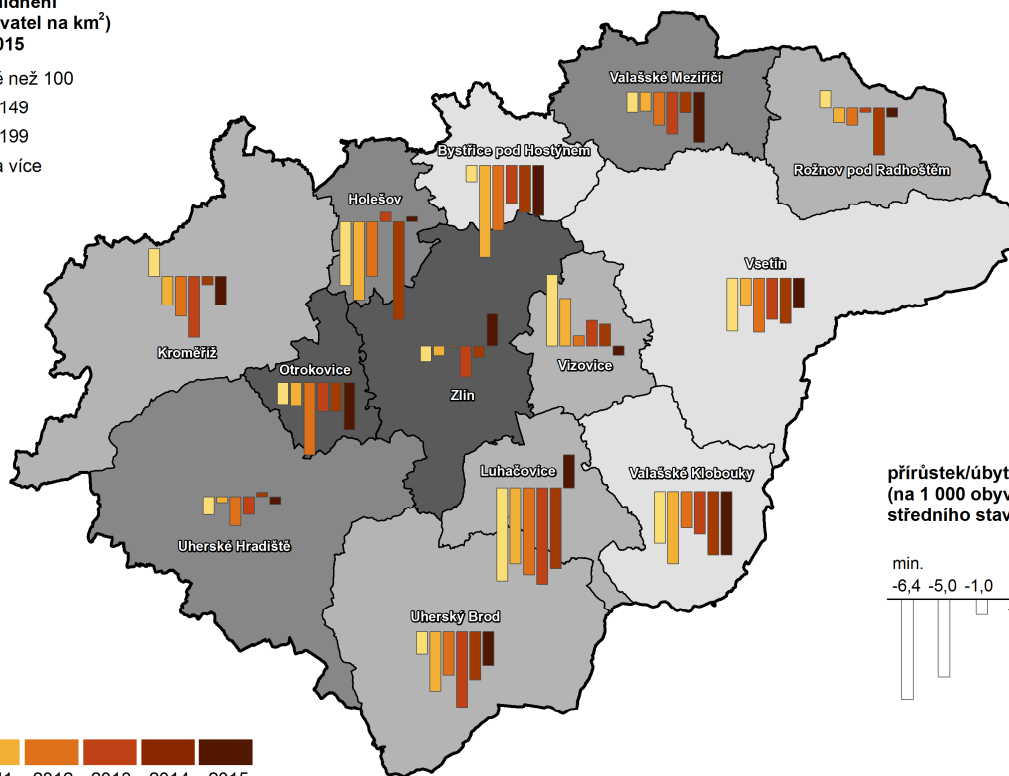 vatel na km²)
než 100
149
199
více
Valašské Meziříčí
Rožnov pod Radhoštěm
Bystřice pod Hostýnem
Holešov
Vsetín
Kroměříž
Otrokovice
Vizovice
Zlín
Luhačovice
Valašské Klobouky
Uherské Hradiště
Uherský Brod
přírůstek/úbyt
(na 1 000 obyv
středního stav
min.
-6,4 -5,0 -1,0
2012 2013 2014 2015